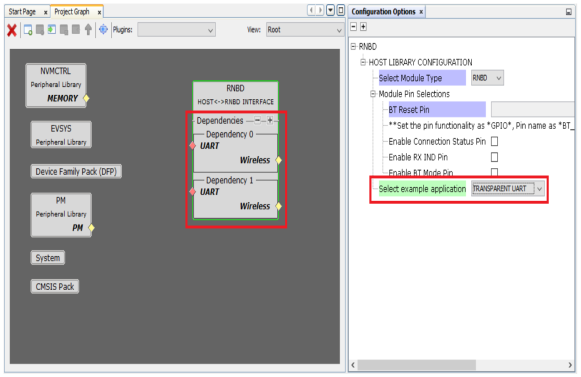 Start Page x Project Graph x
Plugins:
View: Root
NVMCTRL
Peripheral Library
MEMORY
EVSYS
Peripheral Library
Device Family Pack (DFP)
PM
Peripheral Library
PM
System
CMSIS Pack
RNBD
HOST<->RNBD INTERFACE
Dependencies — +
Dependency 0
UART
Wireless
Dependency 1
UART
Wireless
Configuration Options x
RNBD
HOST LIBRARY CONFIGURATION
Select Module Type RNBD
Module Pin Selections
BT Reset Pin
**Set the pin functionality as "GPIO", Pin name as "BT_
Enable Connection Status Pin
Enable RX IND Pin
Enable BT Mode Pin
Select example application TRANSPARENT UART